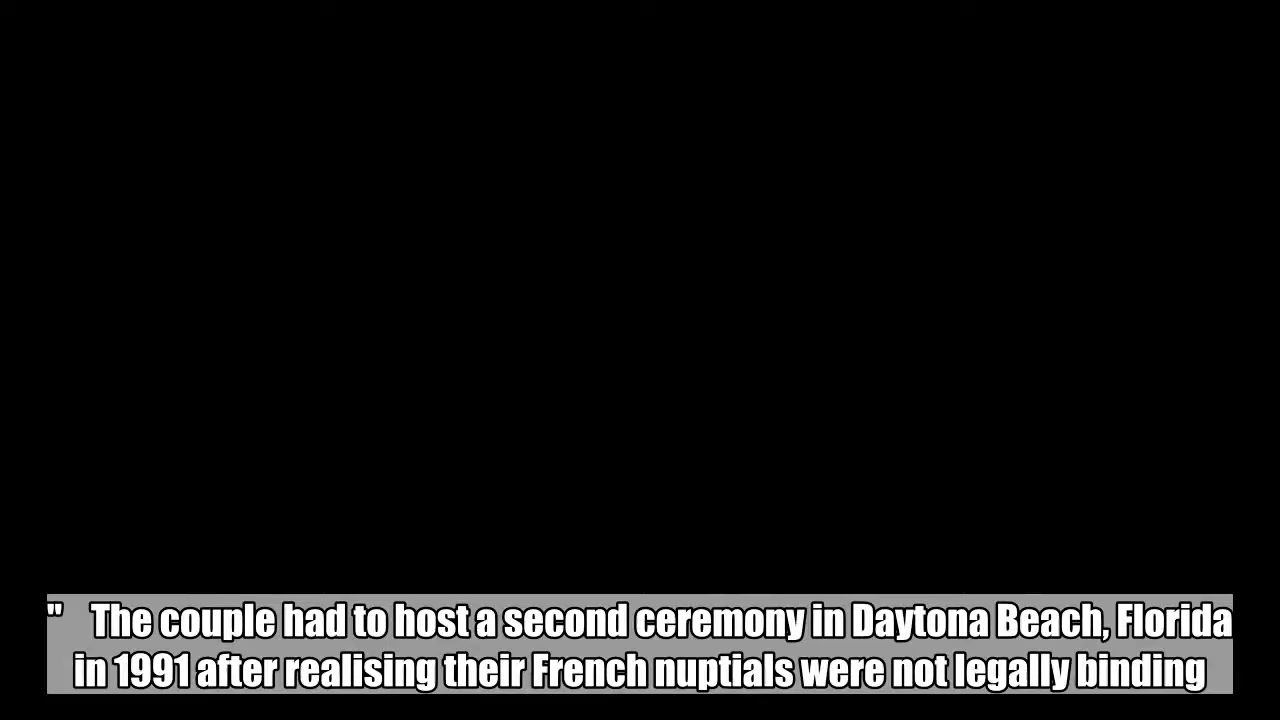 " The couple had to host a second ceremony in Daytona Beach, Florida
in 1991 after realising their French nuptials were not legally binding